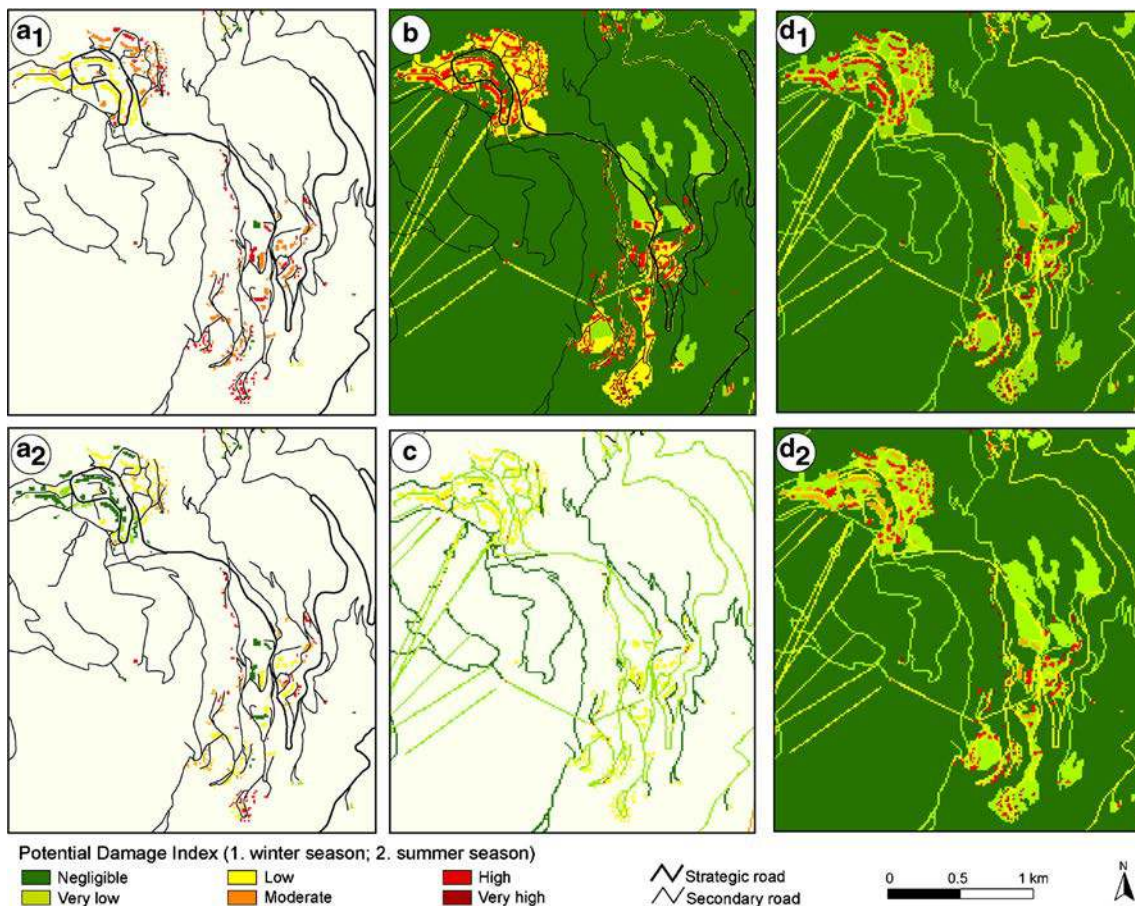 a1
b
d1
a2
c
d2
Potential Damage Index (1. winter season; 2. summer season)
Negligible Low High Strategic road
Very low Moderate Very high Secondary road
0 0.5 1 km
N